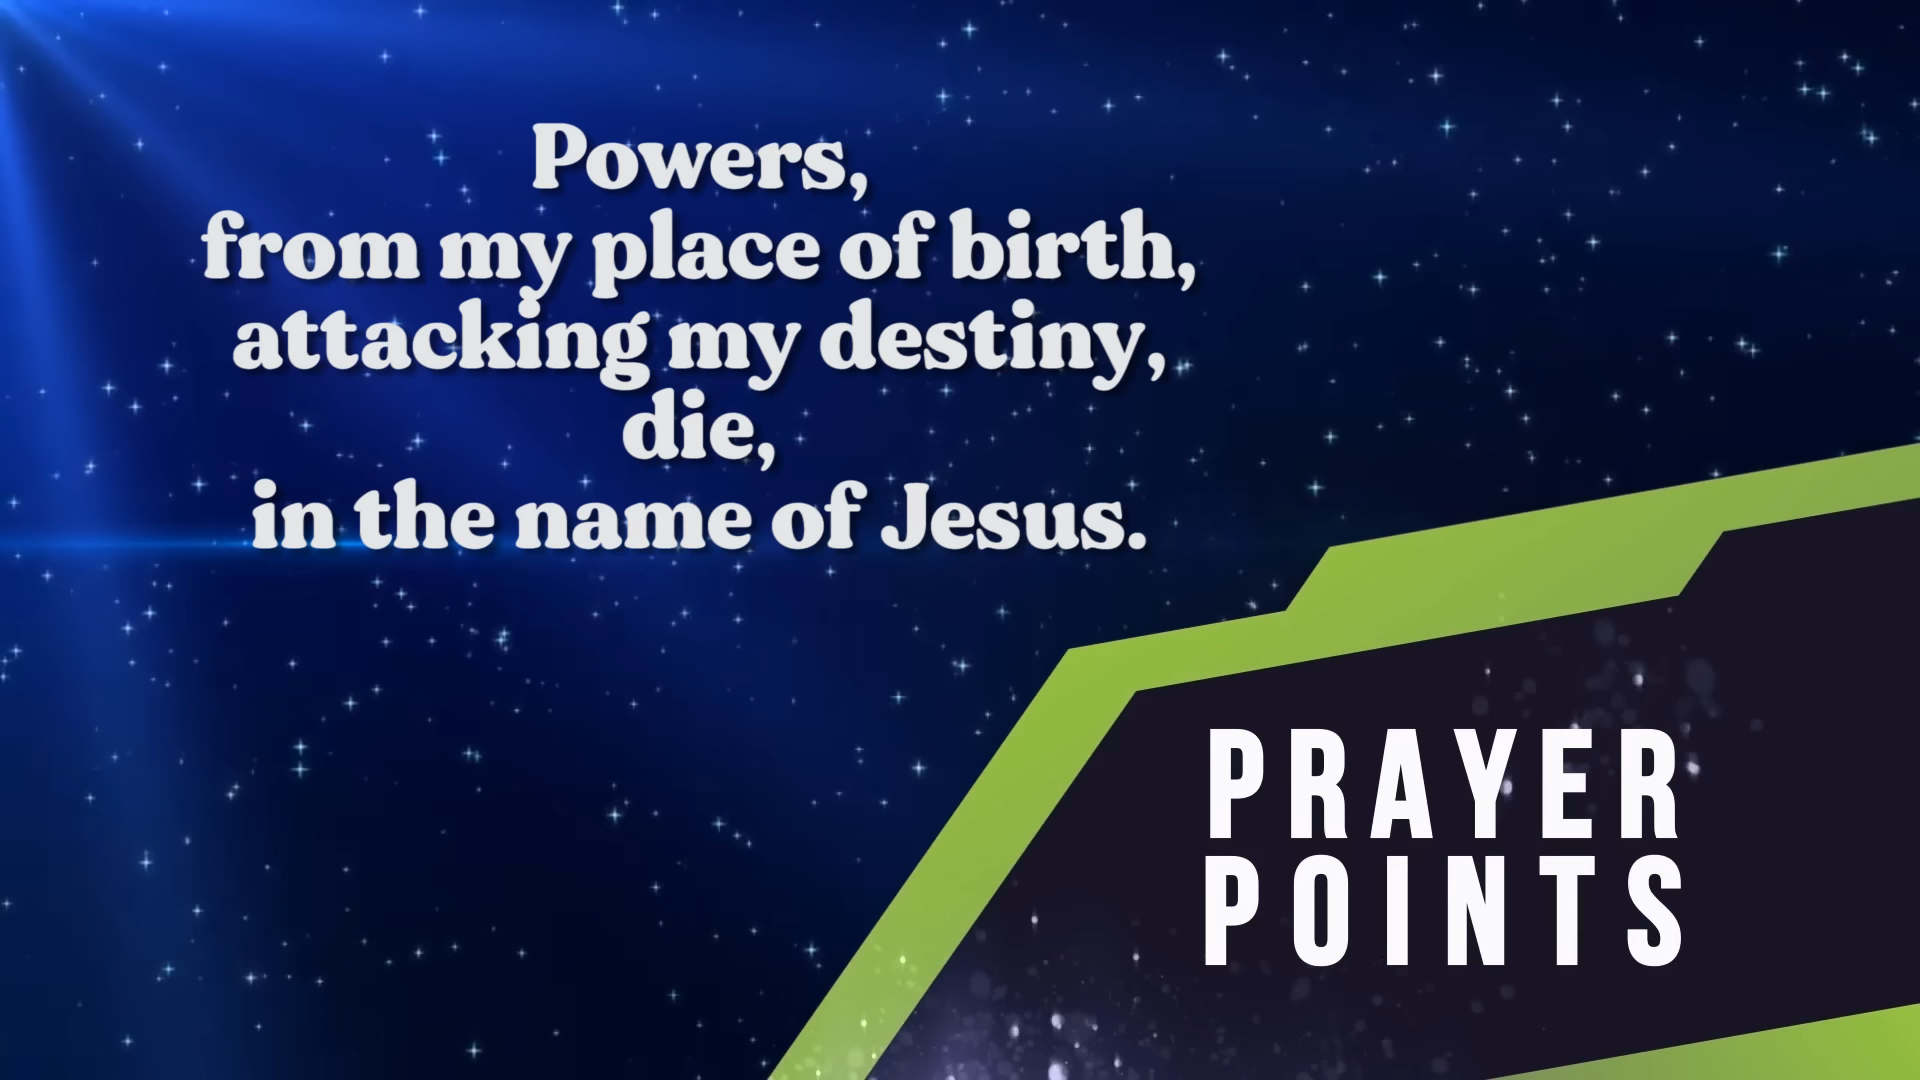 Powers,
from my place of birth,
attacking my destiny,
die,
in the name of Jesus.
PRAYER
POINTS